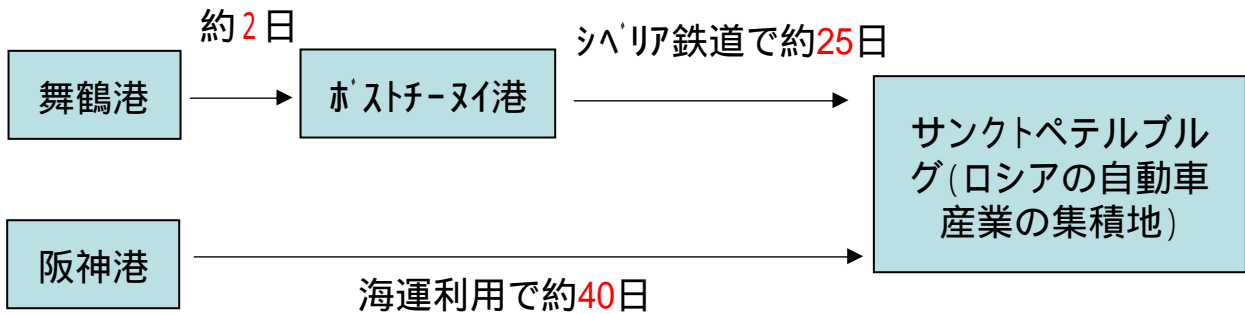 約2日
シベリア鉄道で約25日
舞鶴港
ボストチーヌイ港
サンクトペテルブル
グ(ロシアの自動車
産業の集積地)
阪神港
海運利用で約40日